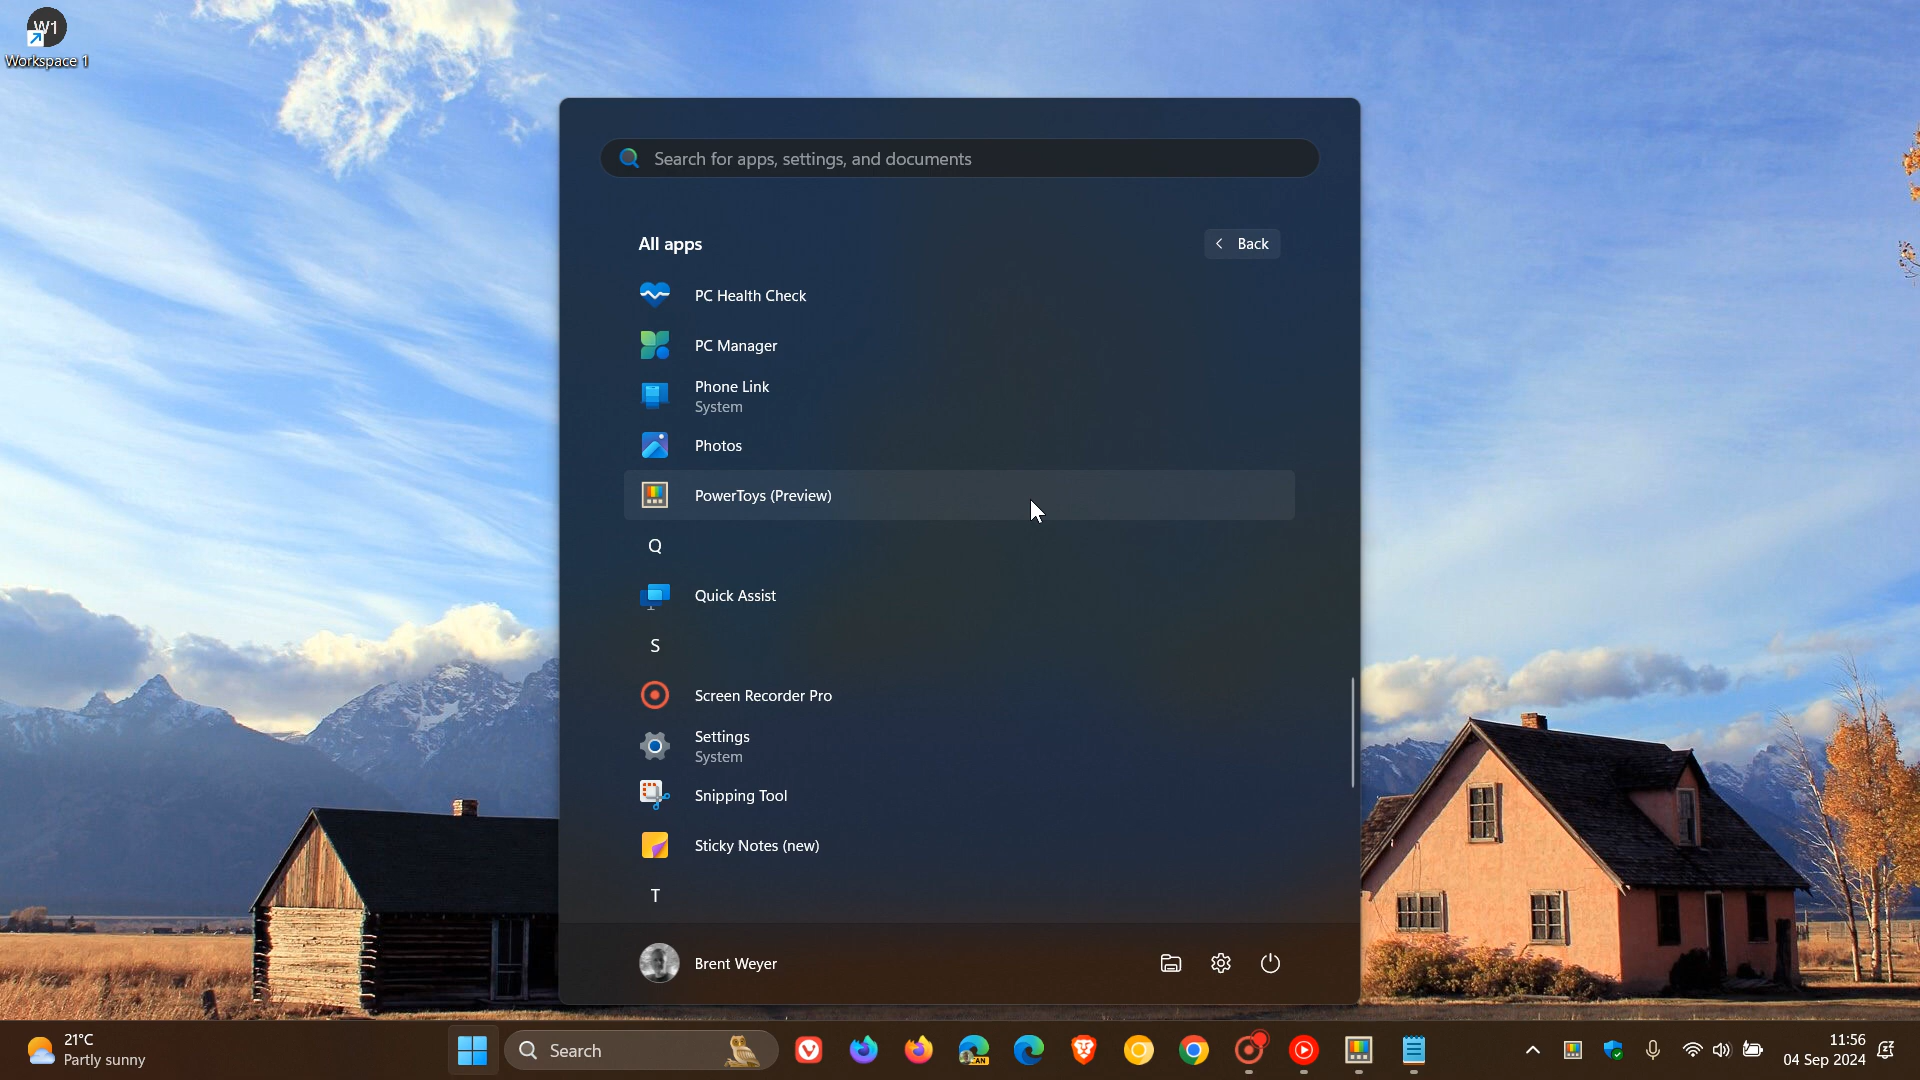 W1
Workspace 1
Search for apps, settings, and documents
All apps
Back
PC Health Check
PC Manager
Phone Link
System
Photos
PowerToys (Preview)
Q
Quick Assist
S
Screen Recorder Pro
Settings
System
Snipping Tool
Sticky Notes (new)
T
Brent Weyer
21°C
Partly sunny
Search
CAN
11:56
04 Sep 2024